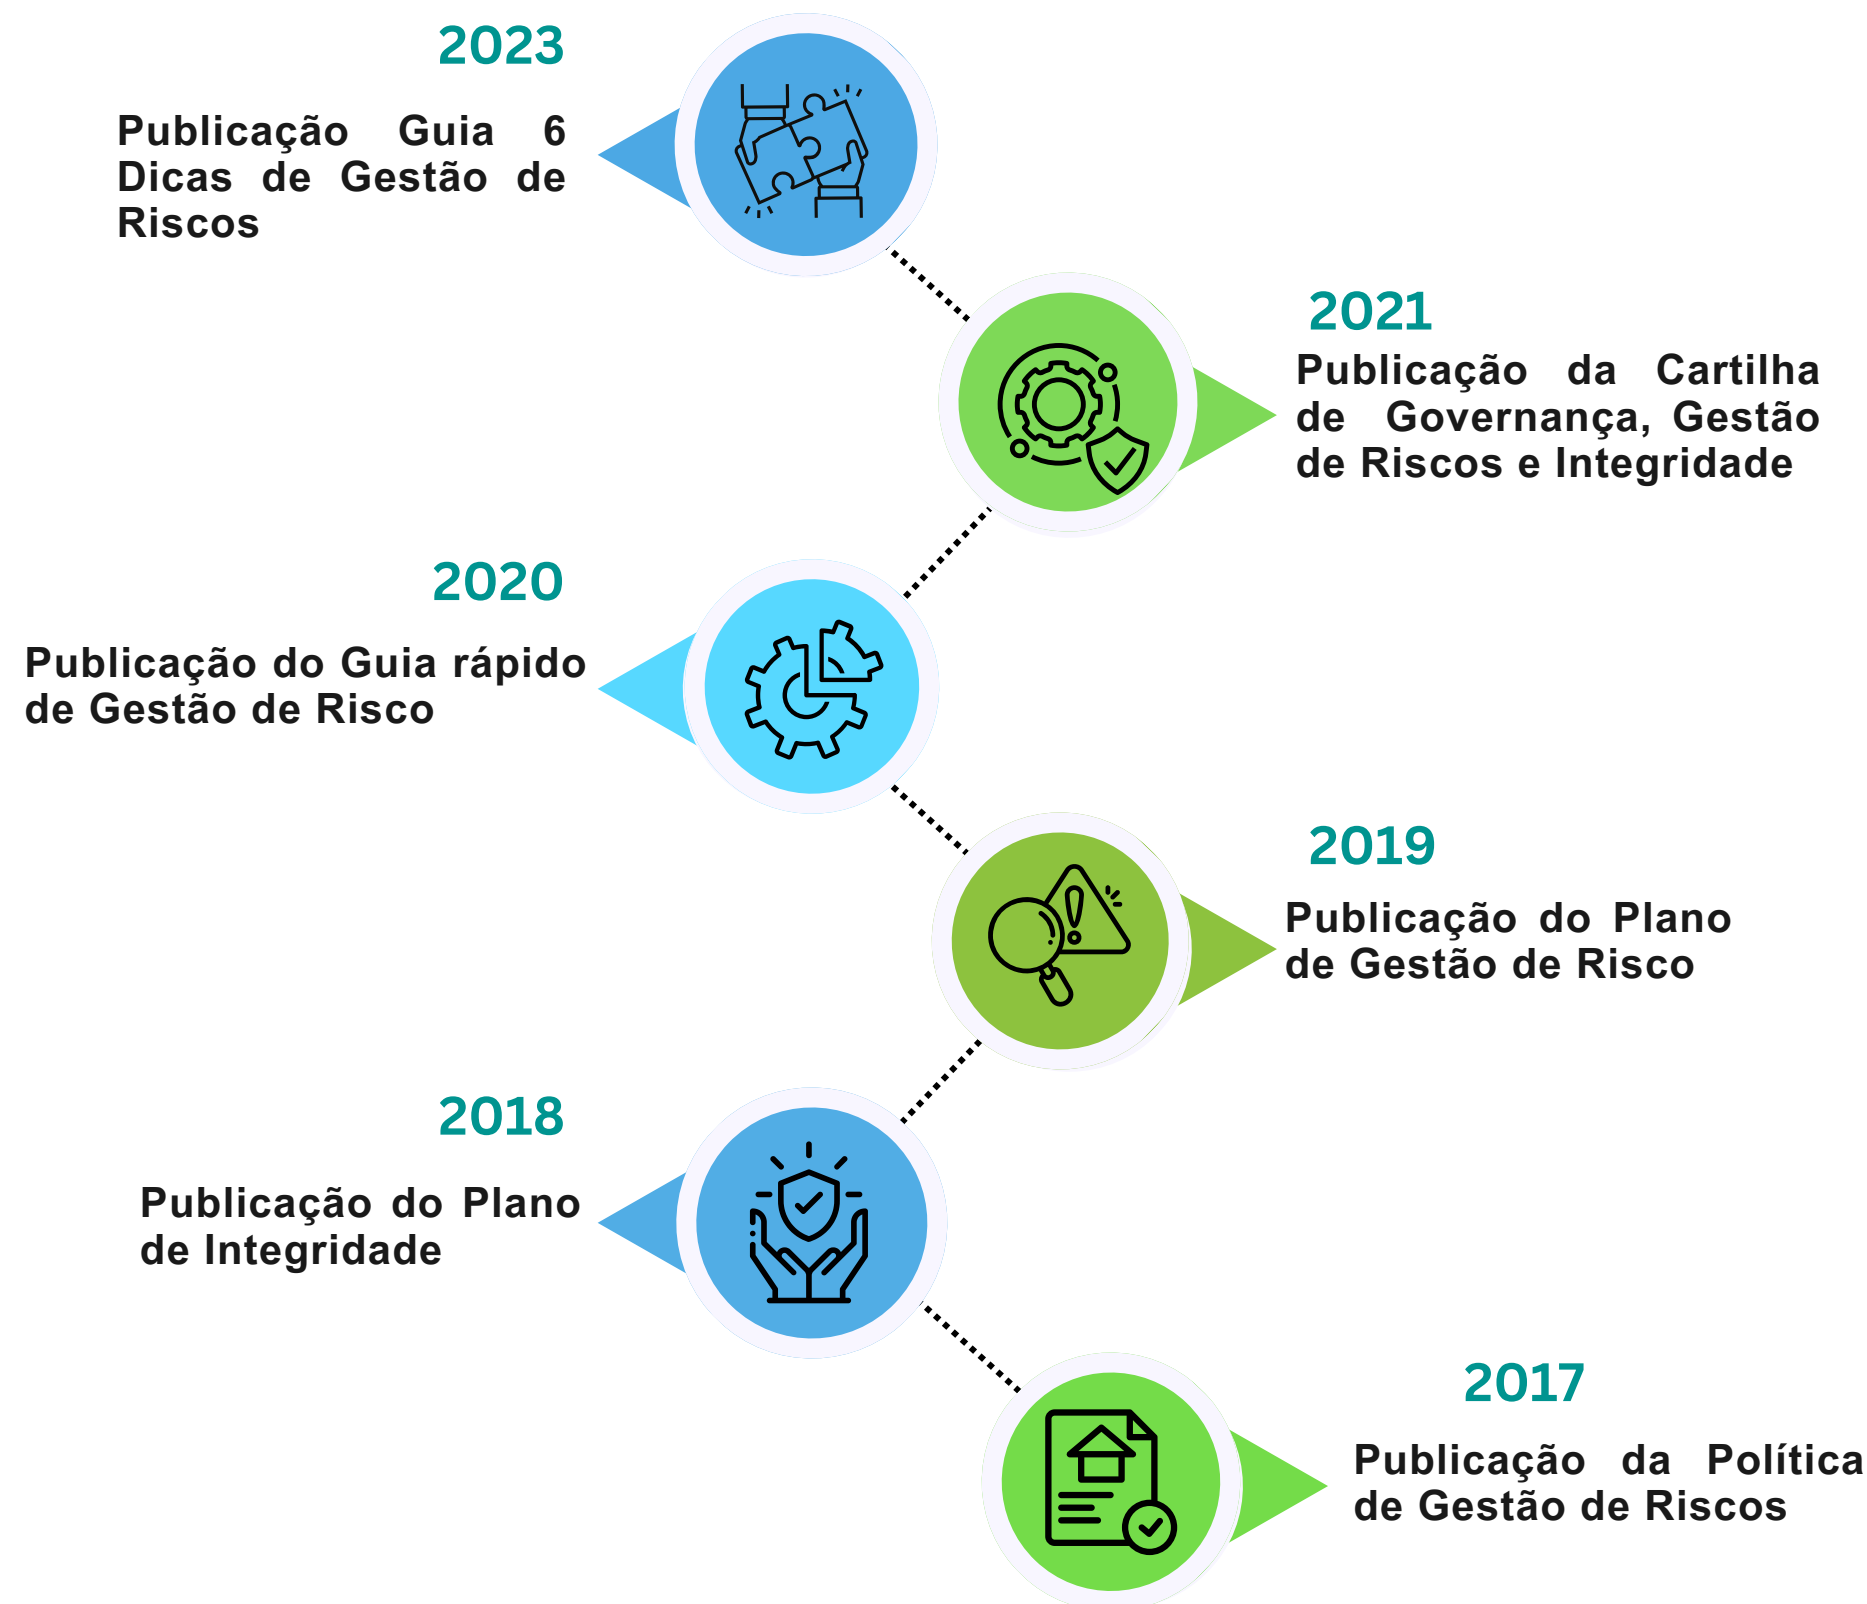 2023
Publicação Guia 6
Dicas de Gestão de
Riscos
2021
Publicação da Cartilha
de Governança, Gestão
de Riscos e Integridade
2020
Publicação do Guia rápido
de Gestão de Risco
2019
Publicação do Plano
de Gestão de Risco
2018
Publicação do Plano
de Integridade
2017
Publicação da Política
de Gestão de Riscos